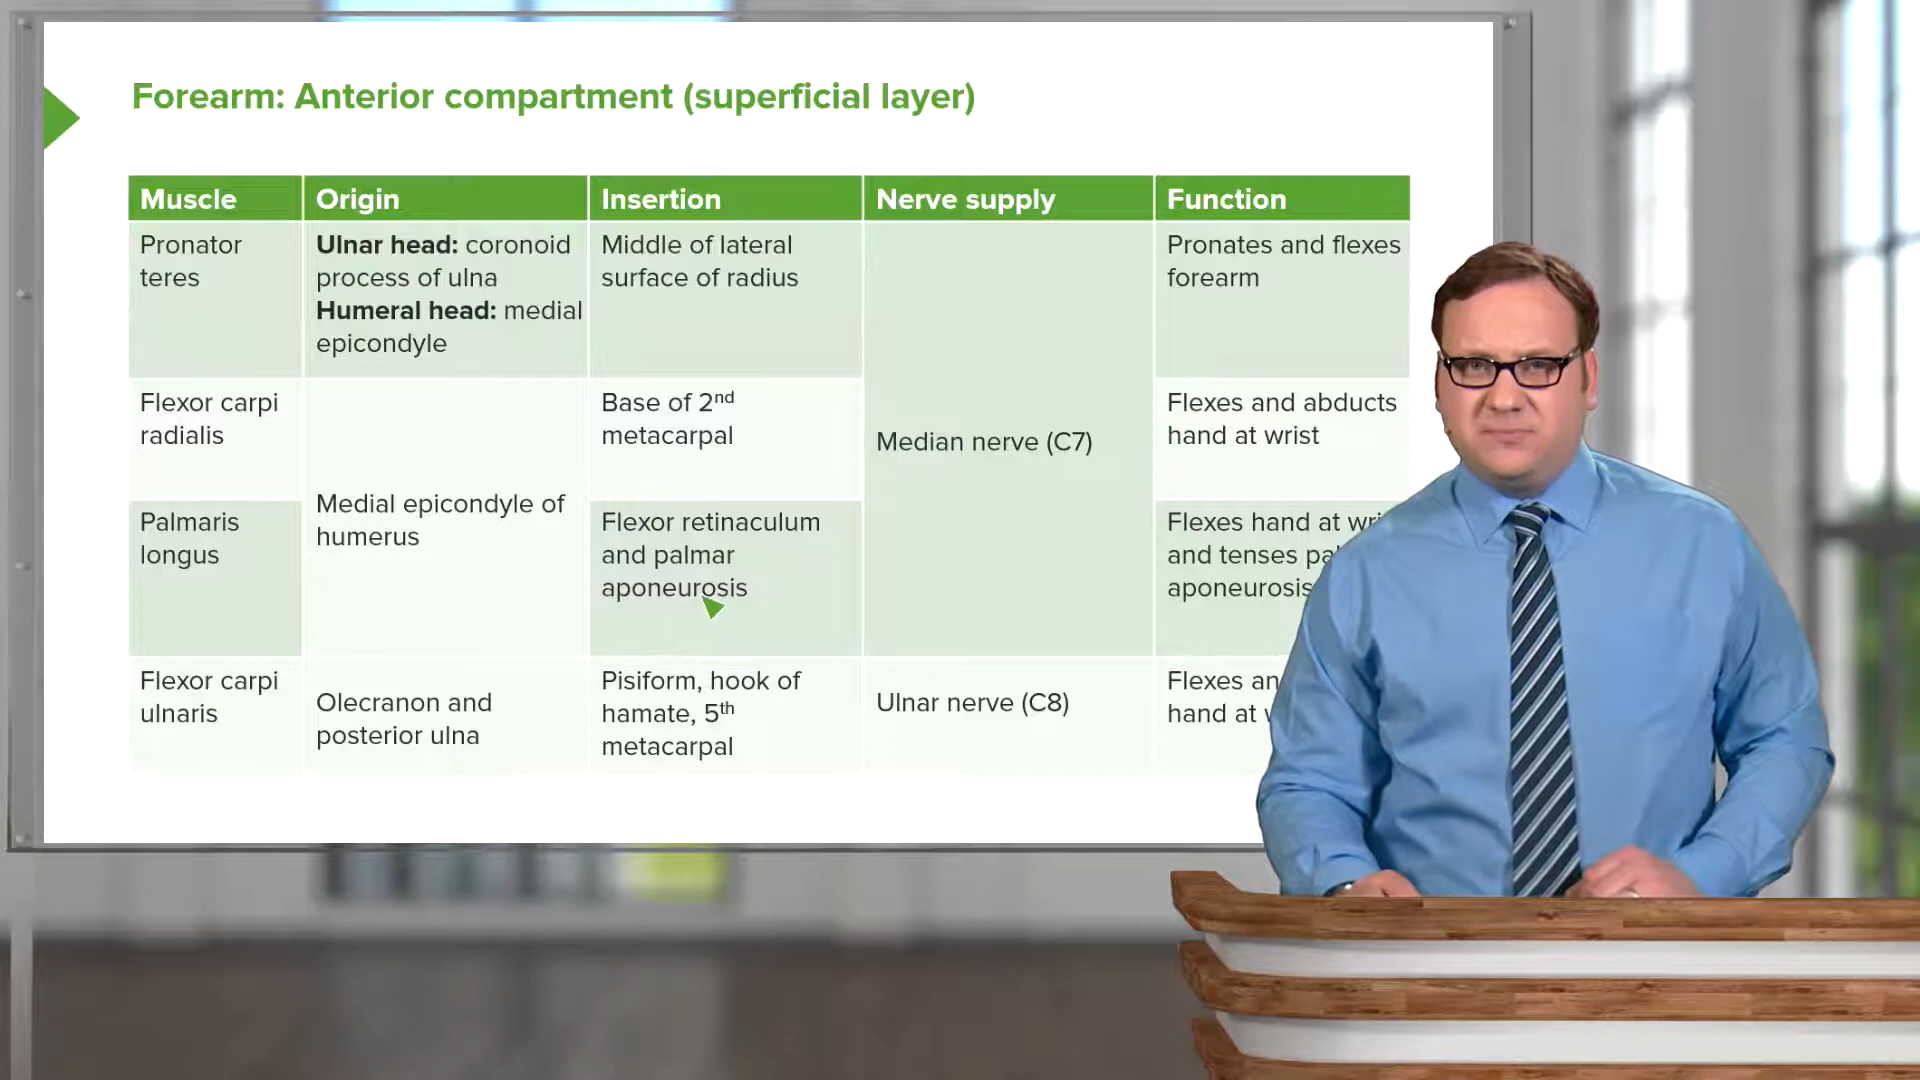 Forearm: Anterior compartment (superficial layer)
Muscle
Origin
Insertion
Nerve supply
Function
Pronator
teres
Ulnar head: coronoid
process of ulna
Humeral head: medial
epicondyle
Middle of lateral
surface of radius
Median nerve (C7)
Pronates and flexes
forearm
Flexor carpi
radialis
Medial epicondyle of
humerus
Base of 2nd
metacarpal
Flexes and abducts
hand at wrist
Palmaris
longus
Flexor retinaculum
and palmar
aponeurosis
Flexes hand at
and tenses
aponeurosis
Flexor carpi
ulnaris
Olecranon and
posterior ulna
Pisiform, hook of
hamate, 5th
metacarpal
Ulnar nerve (C8)
Flexes
hand at